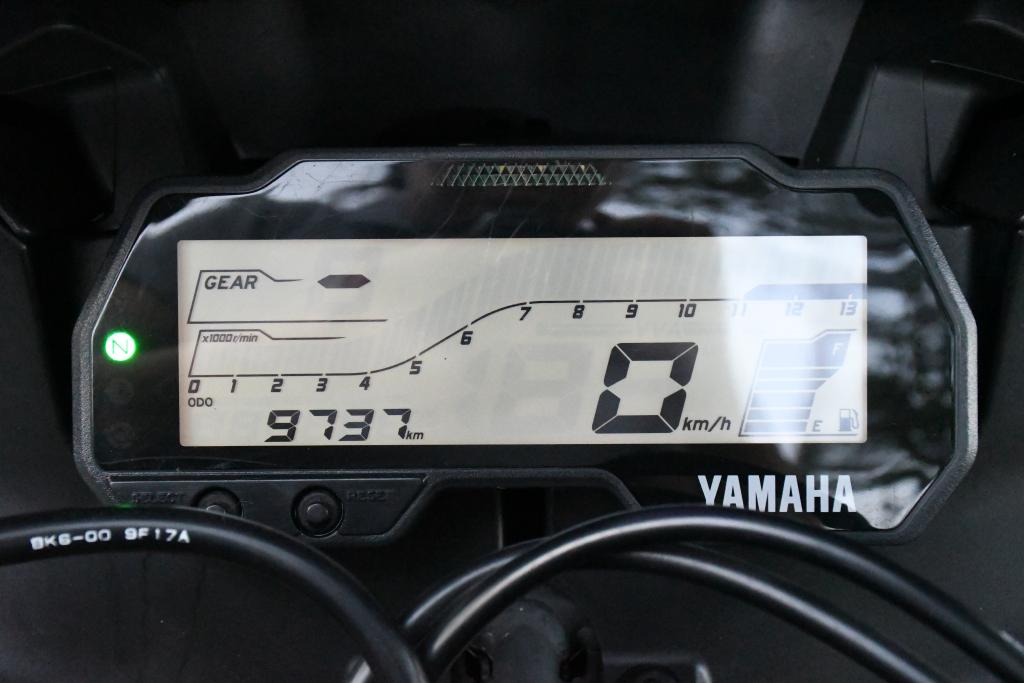 GEAR
x1000r/min
0 1 2 3 4 5 6 7 8 9 10 11 12 13
ODO
9737 km
0 km/h
F
E
N
YAMAHA
SELECT
RESET
BK6-00 9F17A